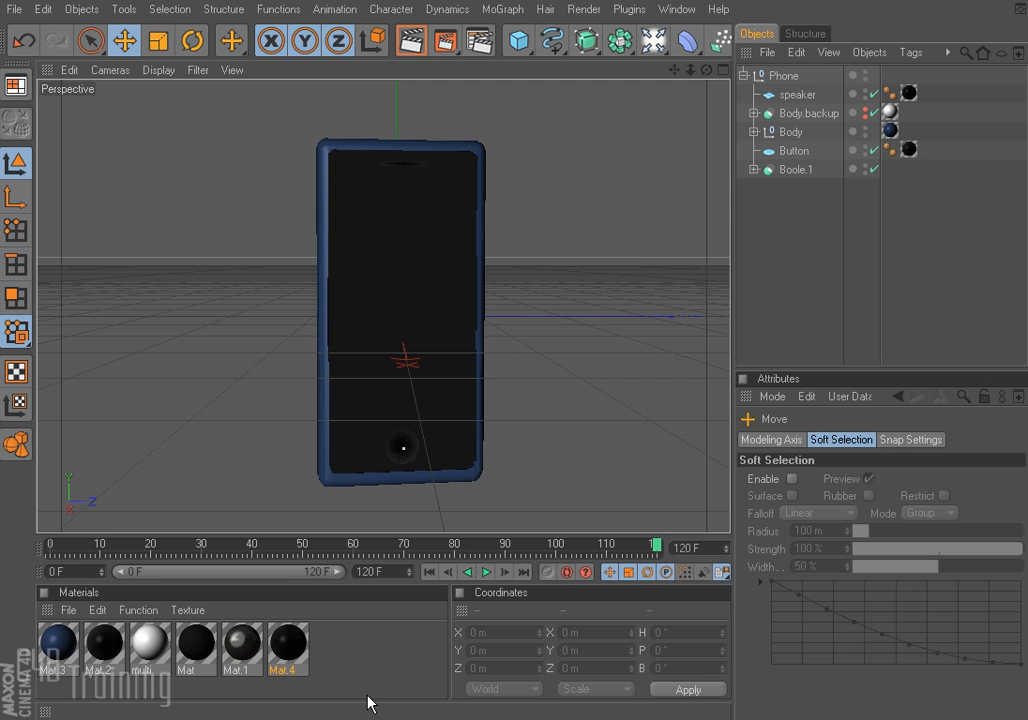 File Edit Objects Tools Selection Structure Functions Animation Character Dynamics MoGraph Hair Render Plugins Window Help
Objects Structure
File Edit View Objects Tags
Edit Cameras Display Filter View
Perspective
Phone
speaker
Body.backup
Body
Button
Boole.1
X Y Z
Y
Z
X
Attributes
Mode Edit User Data
Move
Modeling Axis Soft Selection Snap Settings
Soft Selection
Enable Preview
Surface Rubber Restrict
Falloff Linear Mode Group
Radius 100 m
Strength 100 %
Width . . 50 %
0 10 20 30 40 50 60 70 80 90 100 110 120 F
0 F 0 F 120 F 120 F
Materials
File Edit Function Texture
Mat.3 Mat.2 multi Mat Mat.1 Mat.4
Coordinates
-- -- --
X 0 m X 0 m H 0 °
Y 0 m Y 0 m P 0 °
Z 0 m Z 0 m B 0 °
World Scale Apply
MAXON
CINEMA 4D
Training